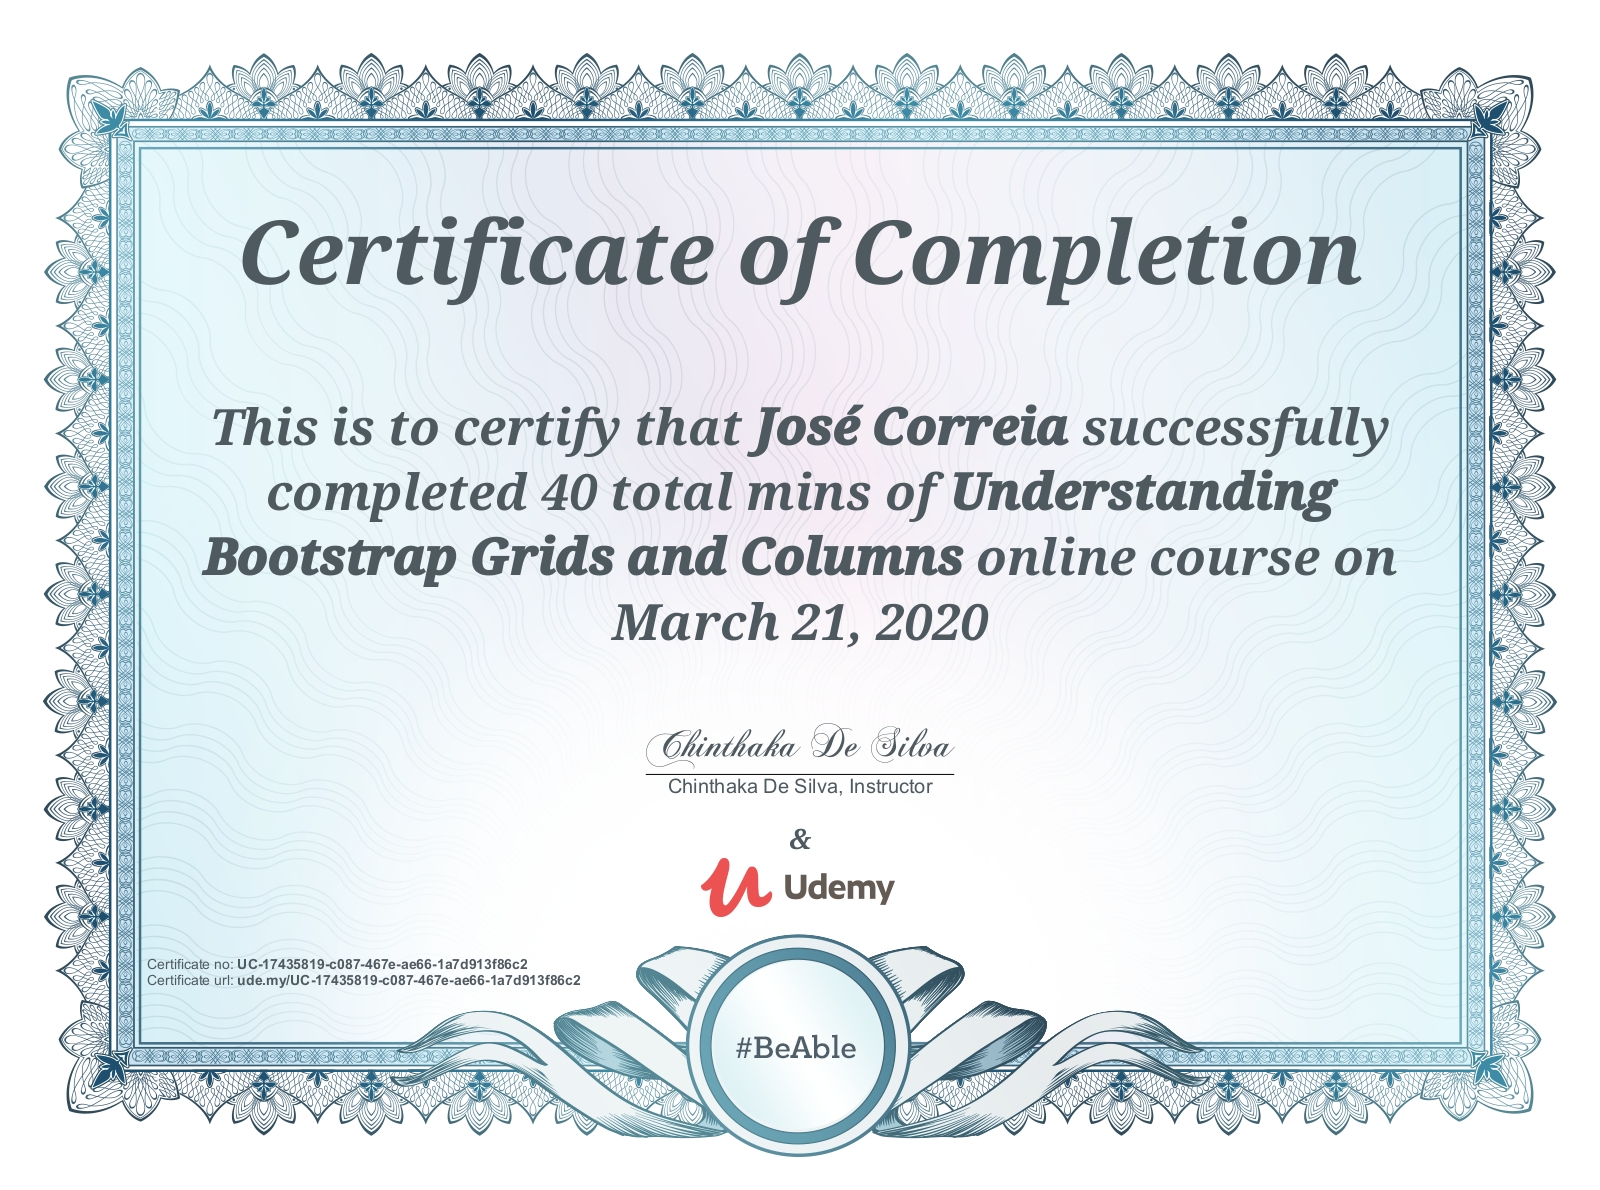 Certificate of Completion
This is to certify that José Correia successfully
completed 40 total mins of Understanding
Bootstrap Grids and Columns online course on
March 21, 2020
Chinthaka De Silva
Chinthaka De Silva, Instructor
&
Udemy
Certificate no: UC-17435819-c087-467e-ae66-1a7d913f86c2
Certificate url: ude.my/UC-17435819-c087-467e-ae66-1a7d913f86c2
#BeAble